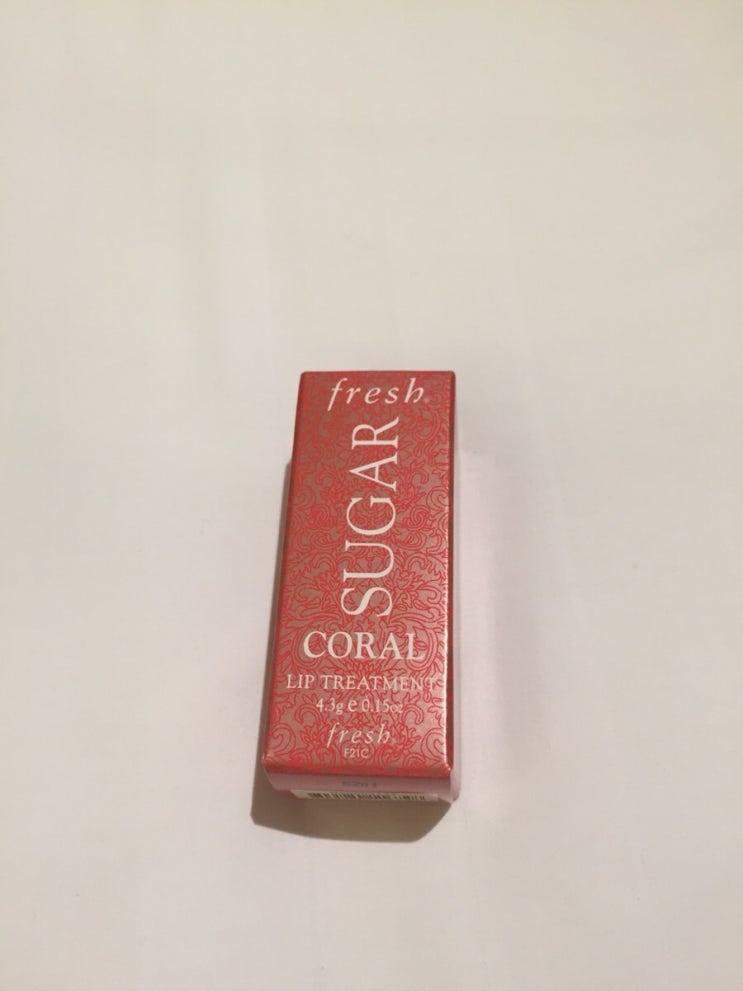 fresh®
SUGAR
CORAL
LIP TREATMENT
4.3g e 0.15oz
fresh
F21C